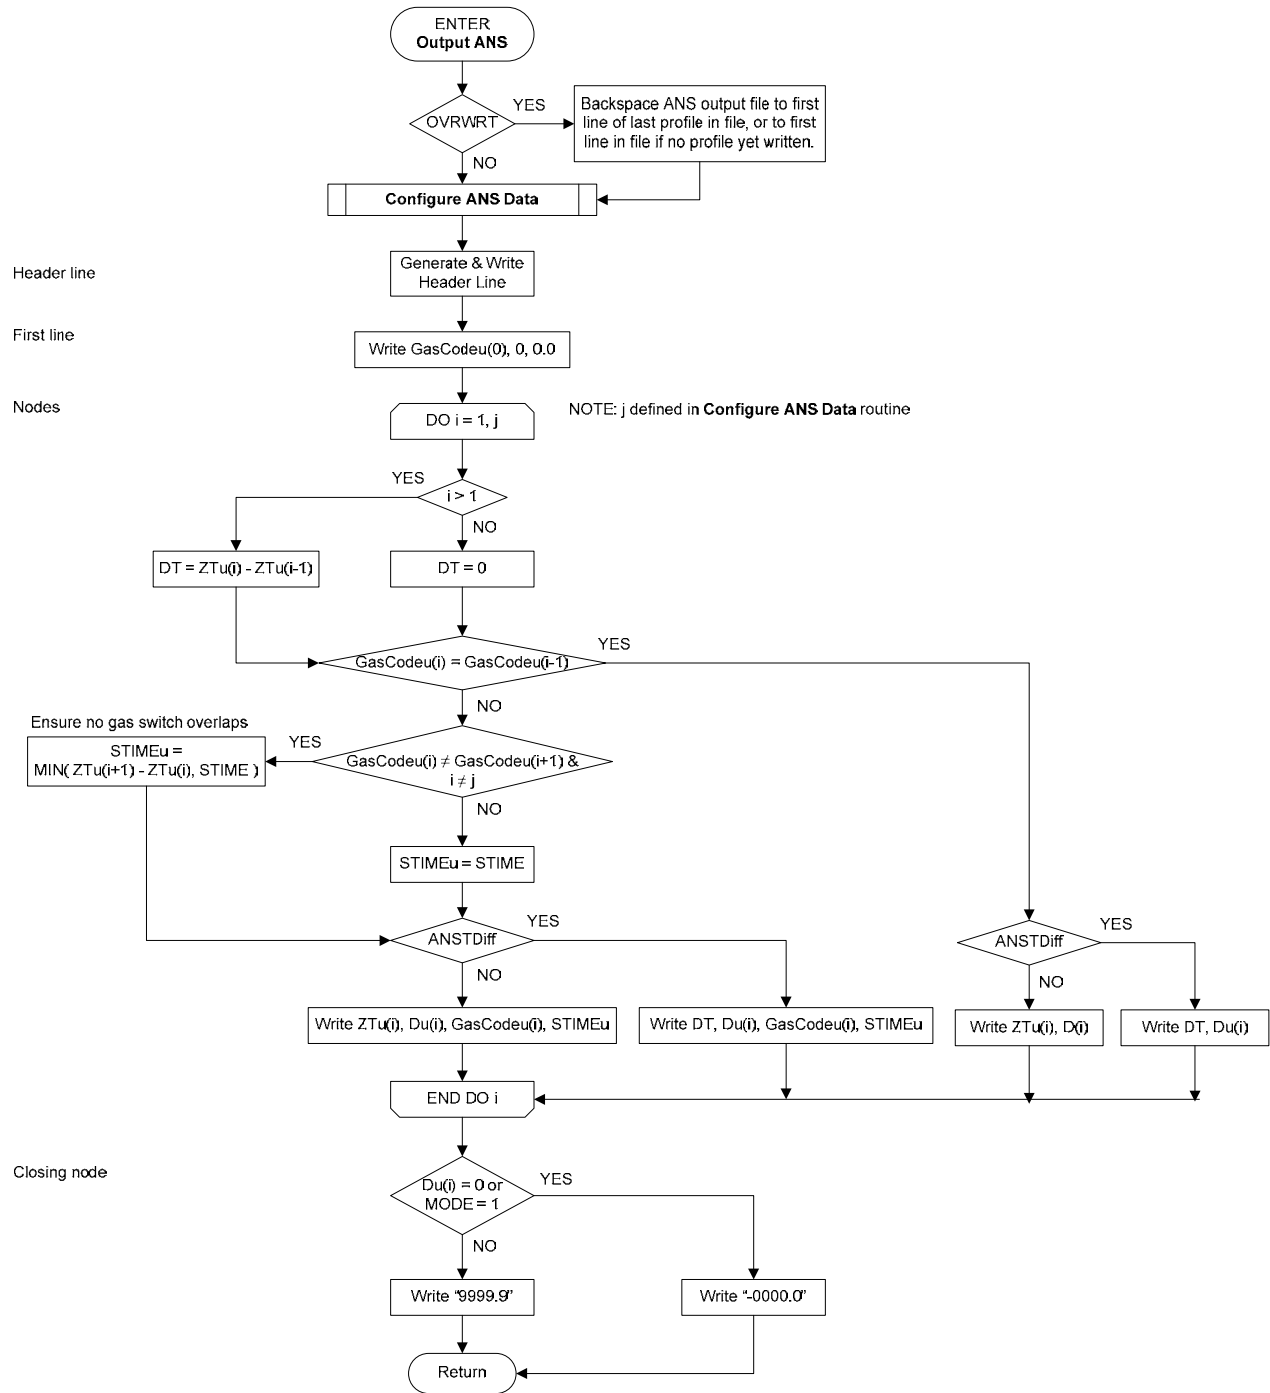 ENTER
Output ANS
OVRWRT
YES
Backspace ANS output file to first
line of last profile in file, or to first
line in file if no profile yet written.
NO
Configure ANS Data
Header line
Generate & Write
Header Line
First line
Write GasCodeu(0), 0, 0.0
Nodes
DO i = 1, j
NOTE: j defined in Configure ANS Data routine
YES
i > 1
NO
DT = ZTu(i) - ZTu(i-1)
DT = 0
GasCodeu(i) = GasCodeu(i-1)
YES
NO
Ensure no gas switch overlaps
STIMEu =
MIN( ZTu(i+1) - ZTu(i), STIME )
YES
GasCodeu(i) ≠ GasCodeu(i+1) &
i ≠ j
NO
STIMEu = STIME
ANSTDiff
YES
NO
ANSTDiff
YES
NO
Write ZTu(i), Du(i), GasCodeu(i), STIMEu
Write DT, Du(i), GasCodeu(i), STIMEu
Write ZTu(i), D(i)
Write DT, Du(i)
END DO i
Closing node
Du(i) = 0 or
MODE = 1
YES
NO
Write “9999.9”
Write “-0000.0”
Return